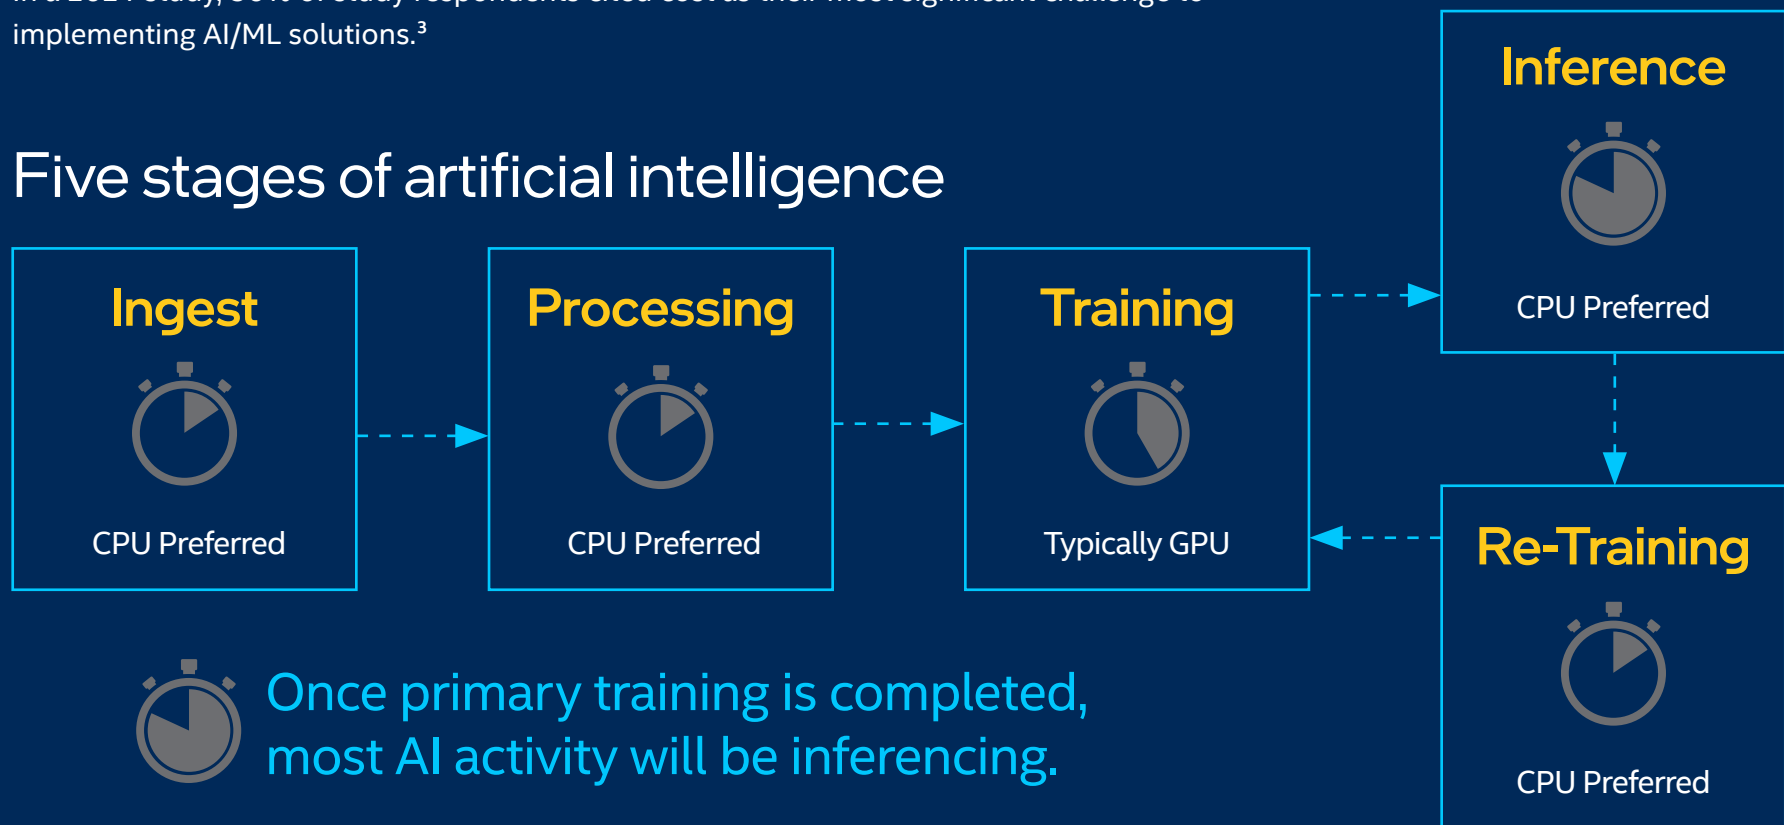 implementing AI/ML solutions.³
Five stages of artificial intelligence
Ingest
CPU Preferred
Processing
CPU Preferred
Training
Typically GPU
Inference
CPU Preferred
Re-Training
CPU Preferred
Once primary training is completed,
most AI activity will be inferencing.